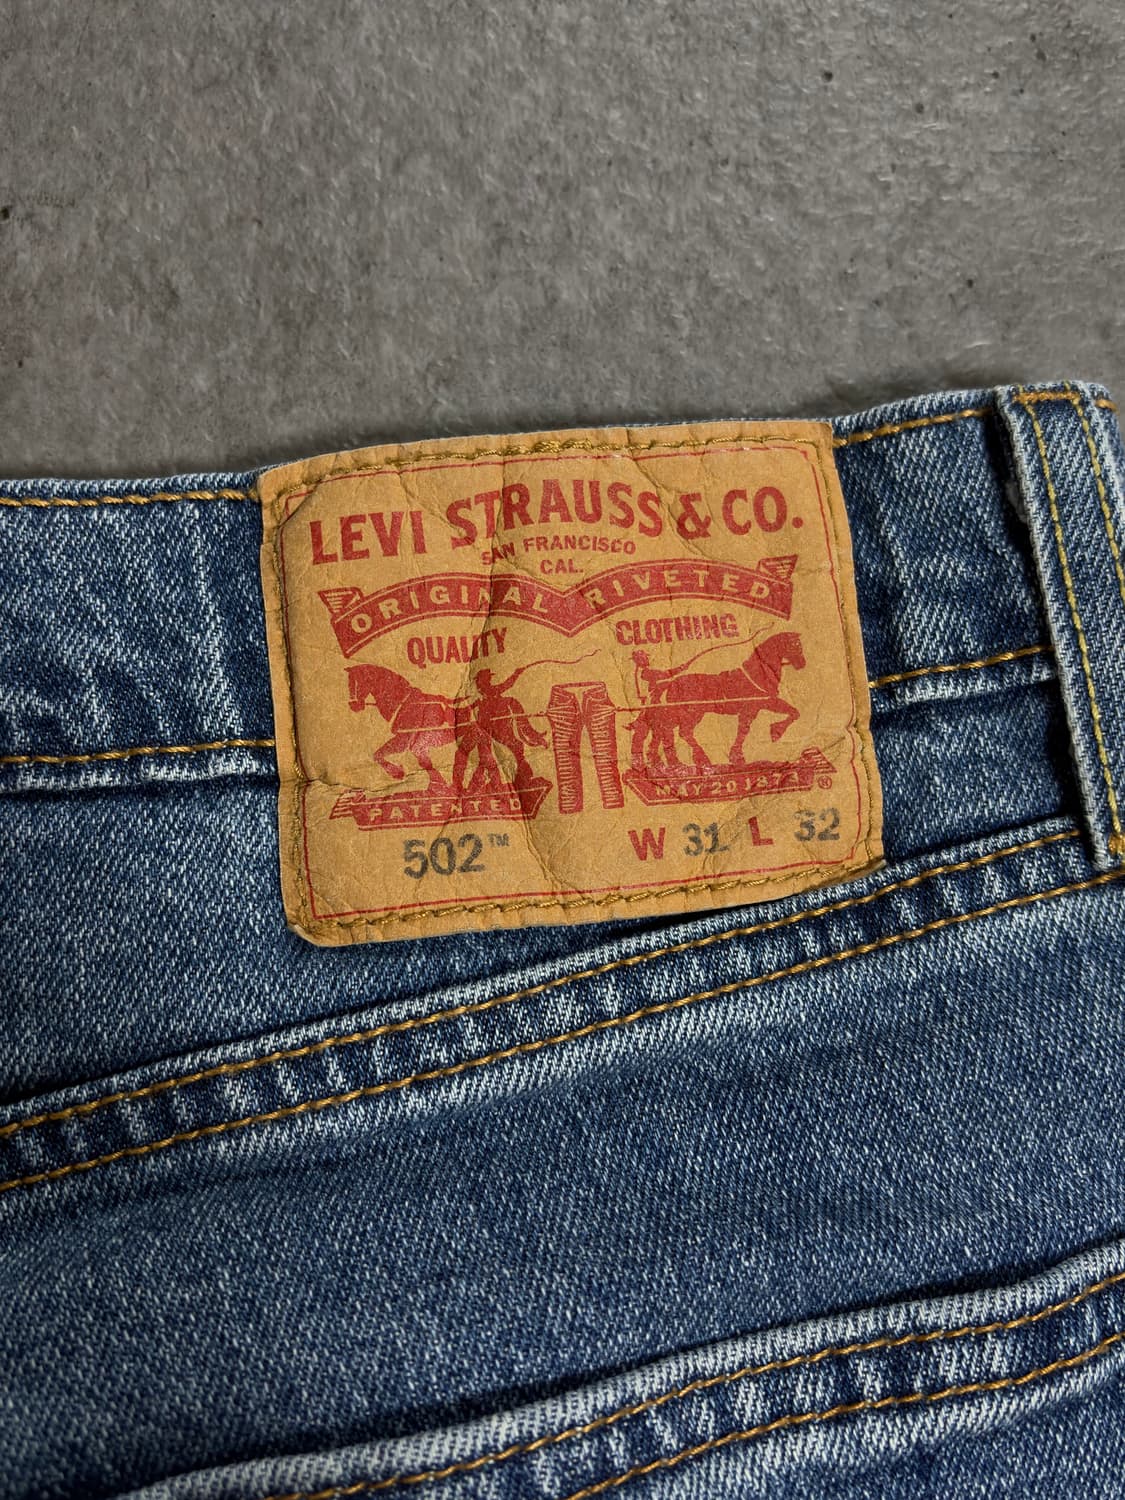 LEVI STRAUSS & CO.
SAN FRANCISCO
CAL.
ORIGINAL RIVETED
QUALITY CLOTHING
PATENTED MAY 20 1873 ®
502™ W 31 L 32